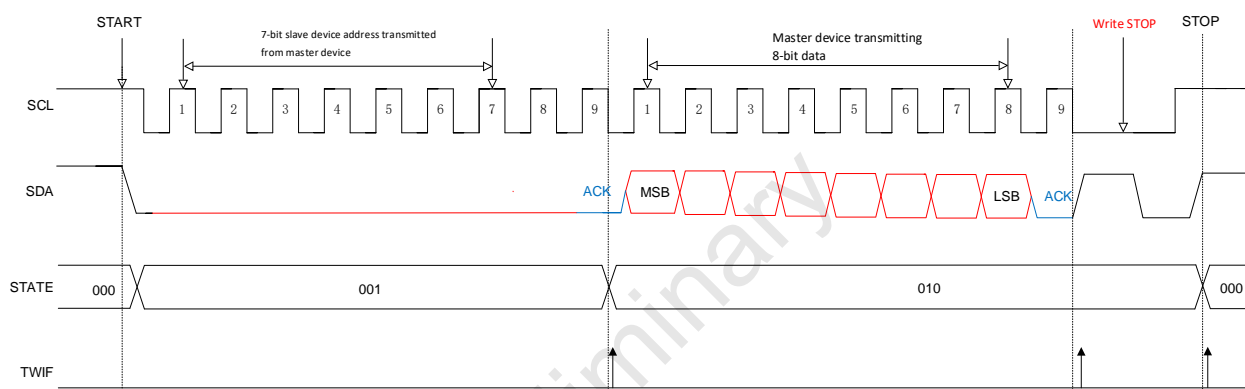 START
7-bit slave device address transmitted
from master device
Master device transmitting
8-bit data
Write STOP
STOP
SCL
1 2 3 4 5 6 7 8 9 1 2 3 4 5 6 7 8 9
SDA
ACK MSB LSB ACK
STATE
000 001 010 000
TWIF